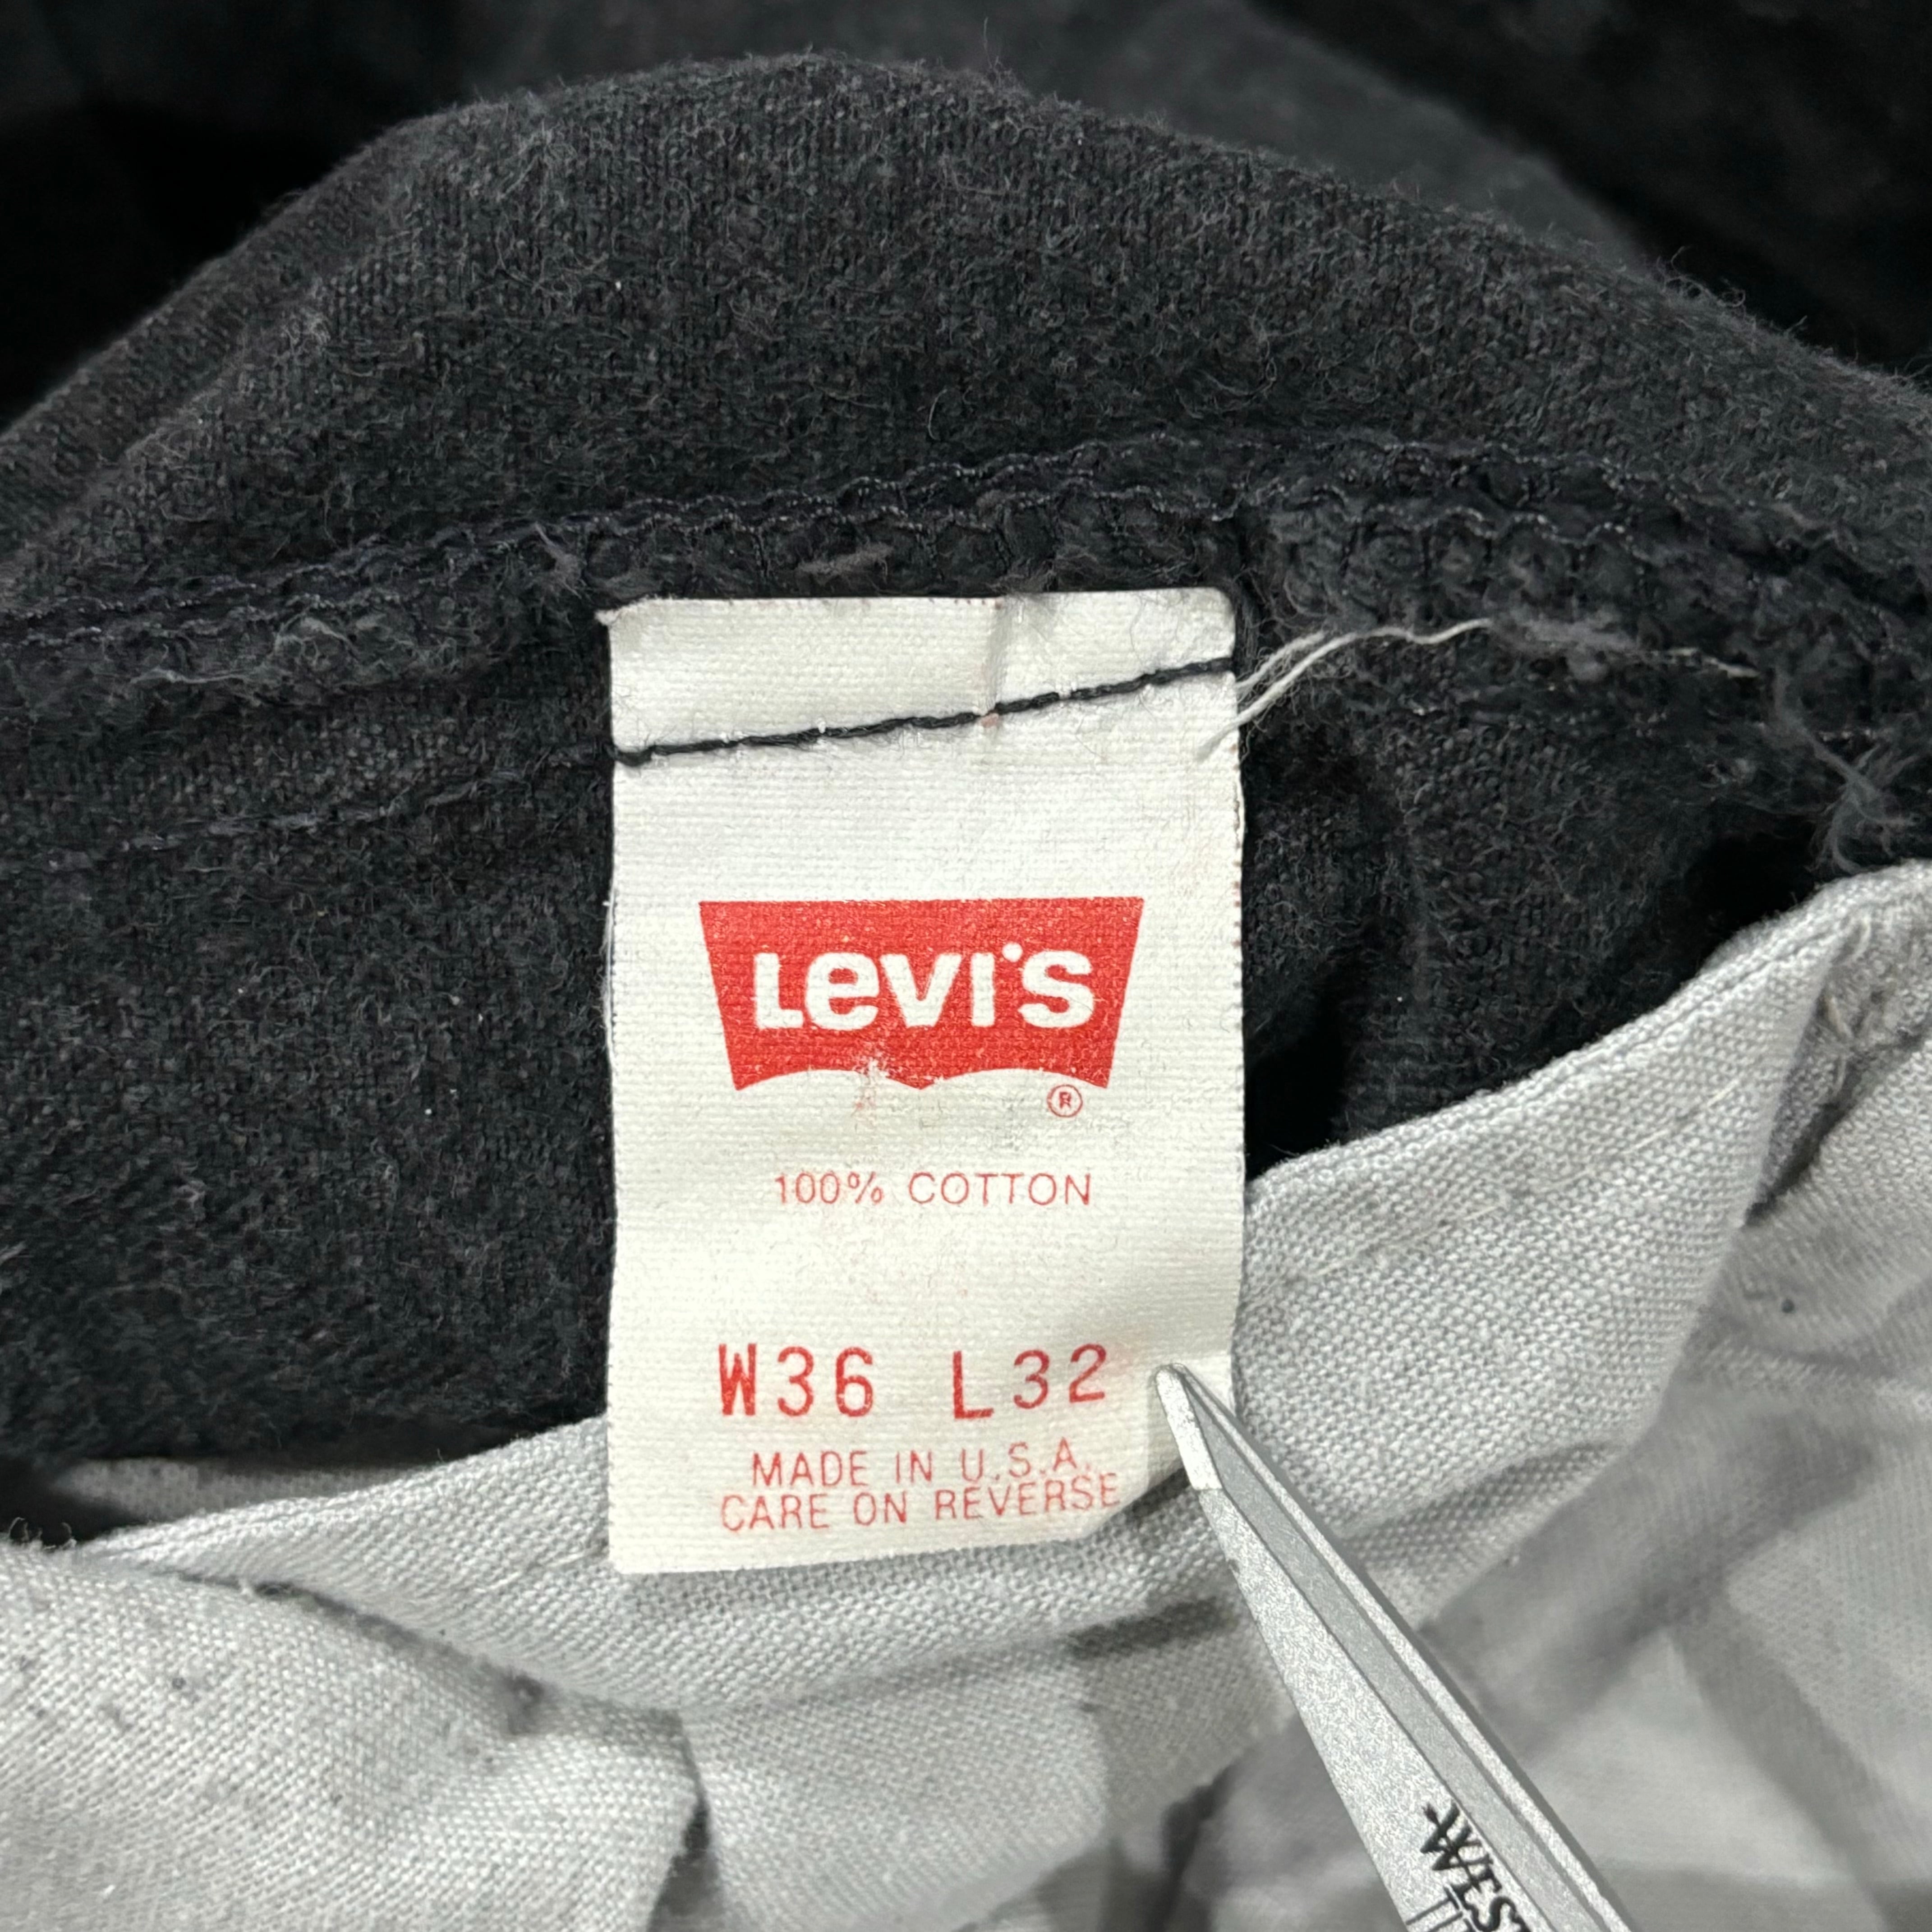 Levi's
®
100% COTTON
W36 L32
MADE IN U.S.A.
CARE ON REVERSE